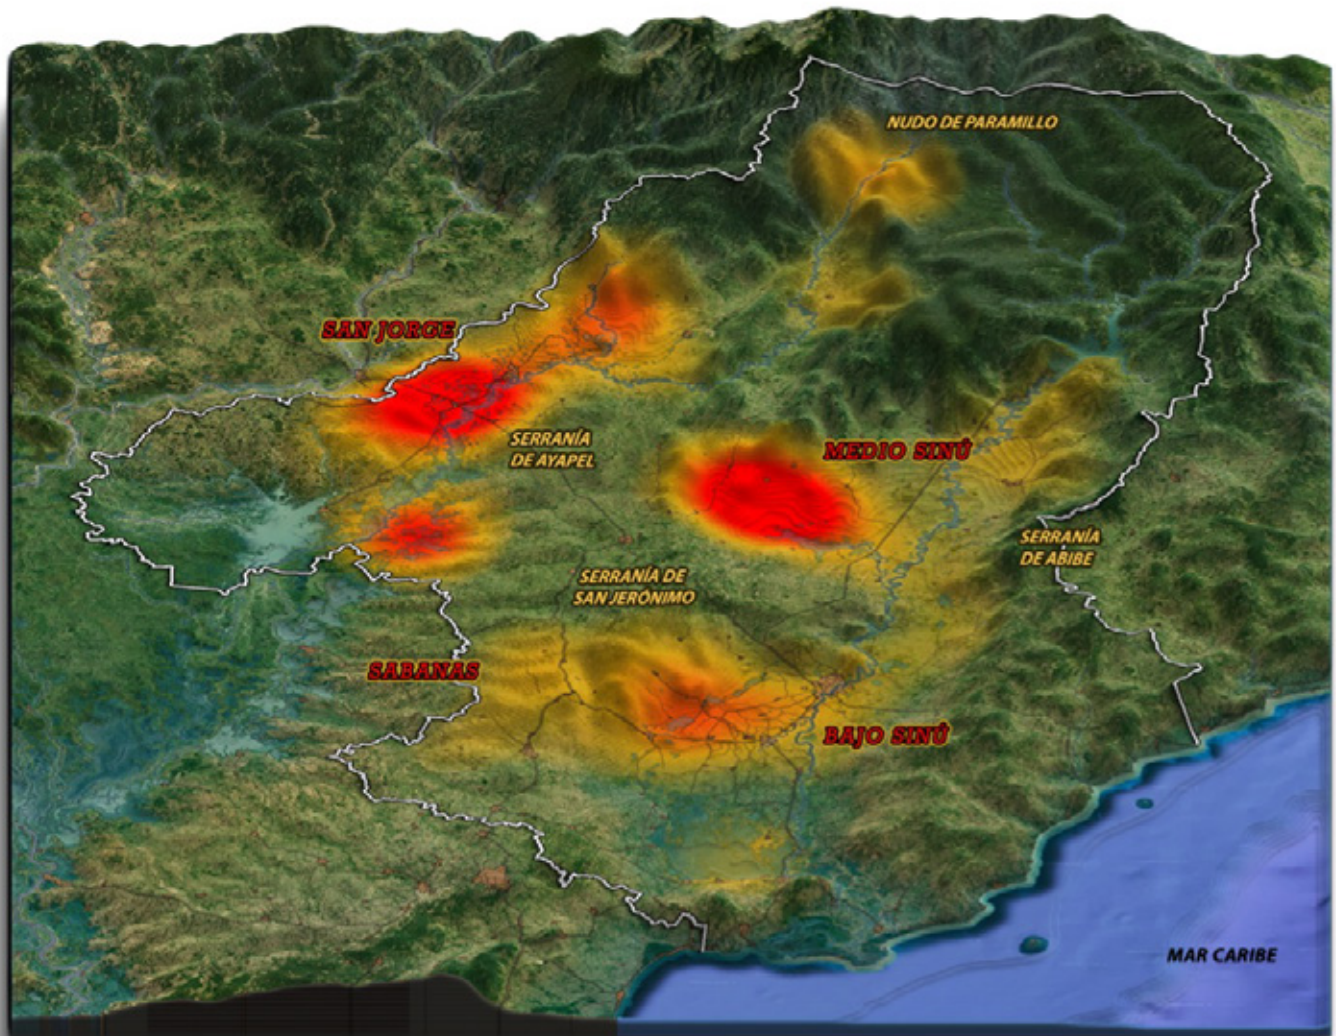 NUDO DE PARAMILLO
SAN JORGE
SERRANÍA
DE AYAPEL
MEDIO SINÚ
SERRANÍA
DE ABIBE
SERRANÍA DE
SAN JERÓNIMO
SABANAS
BAJO SINÚ
MAR CARIBE